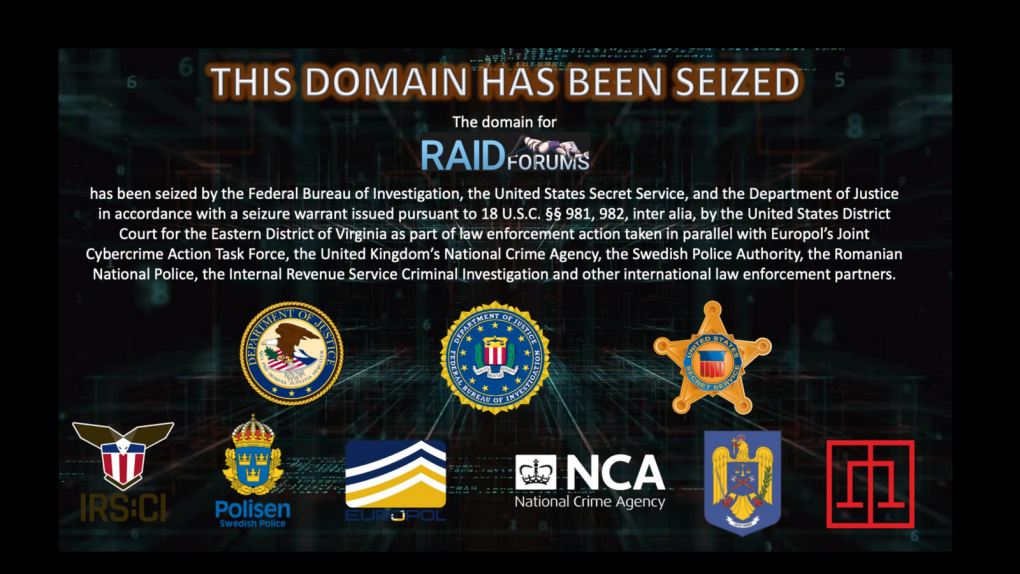 THIS DOMAIN HAS BEEN SEIZED
The domain for
RAIDFORUMS
has been seized by the Federal Bureau of Investigation, the United States Secret Service, and the Department of Justice
in accordance with a seizure warrant issued pursuant to 18 U.S.C. §§ 981, 982, inter alia, by the United States District
Court for the Eastern District of Virginia as part of law enforcement action taken in parallel with Europol's Joint
Cybercrime Action Task Force, the United Kingdom's National Crime Agency, the Swedish Police Authority, the Romanian
National Police, the Internal Revenue Service Criminal Investigation and other international law enforcement partners.
DEPARTMENT OF JUSTICE
DEPARTMENT OF JUSTICE
FEDERAL BUREAU OF INVESTIGATION
UNITED STATES
SECRET SERVICE
IRS:CI
Polisen
Swedish Police
EUROPOL
NCA
National Crime Agency